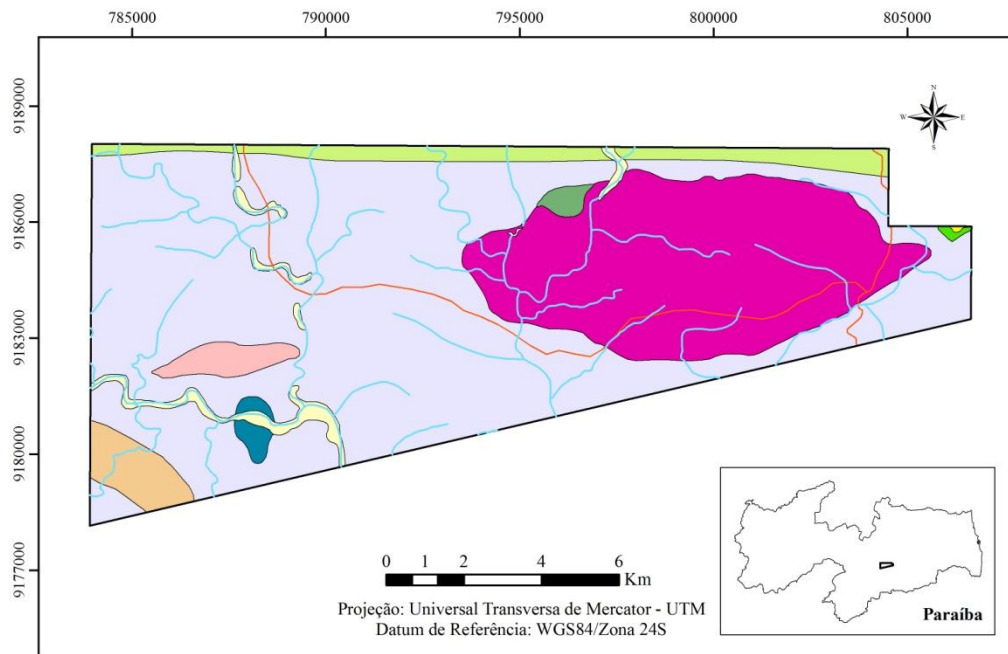 785000
790000
795000
800000
805000
9189000
9186000
9183000
9180000
9177000
N
W
E
S
0 1 2 4 6
Km
Projeção: Universal Transversa de Mercator - UTM
Datum de Referência: WGS84/Zona 24S
Paraíba